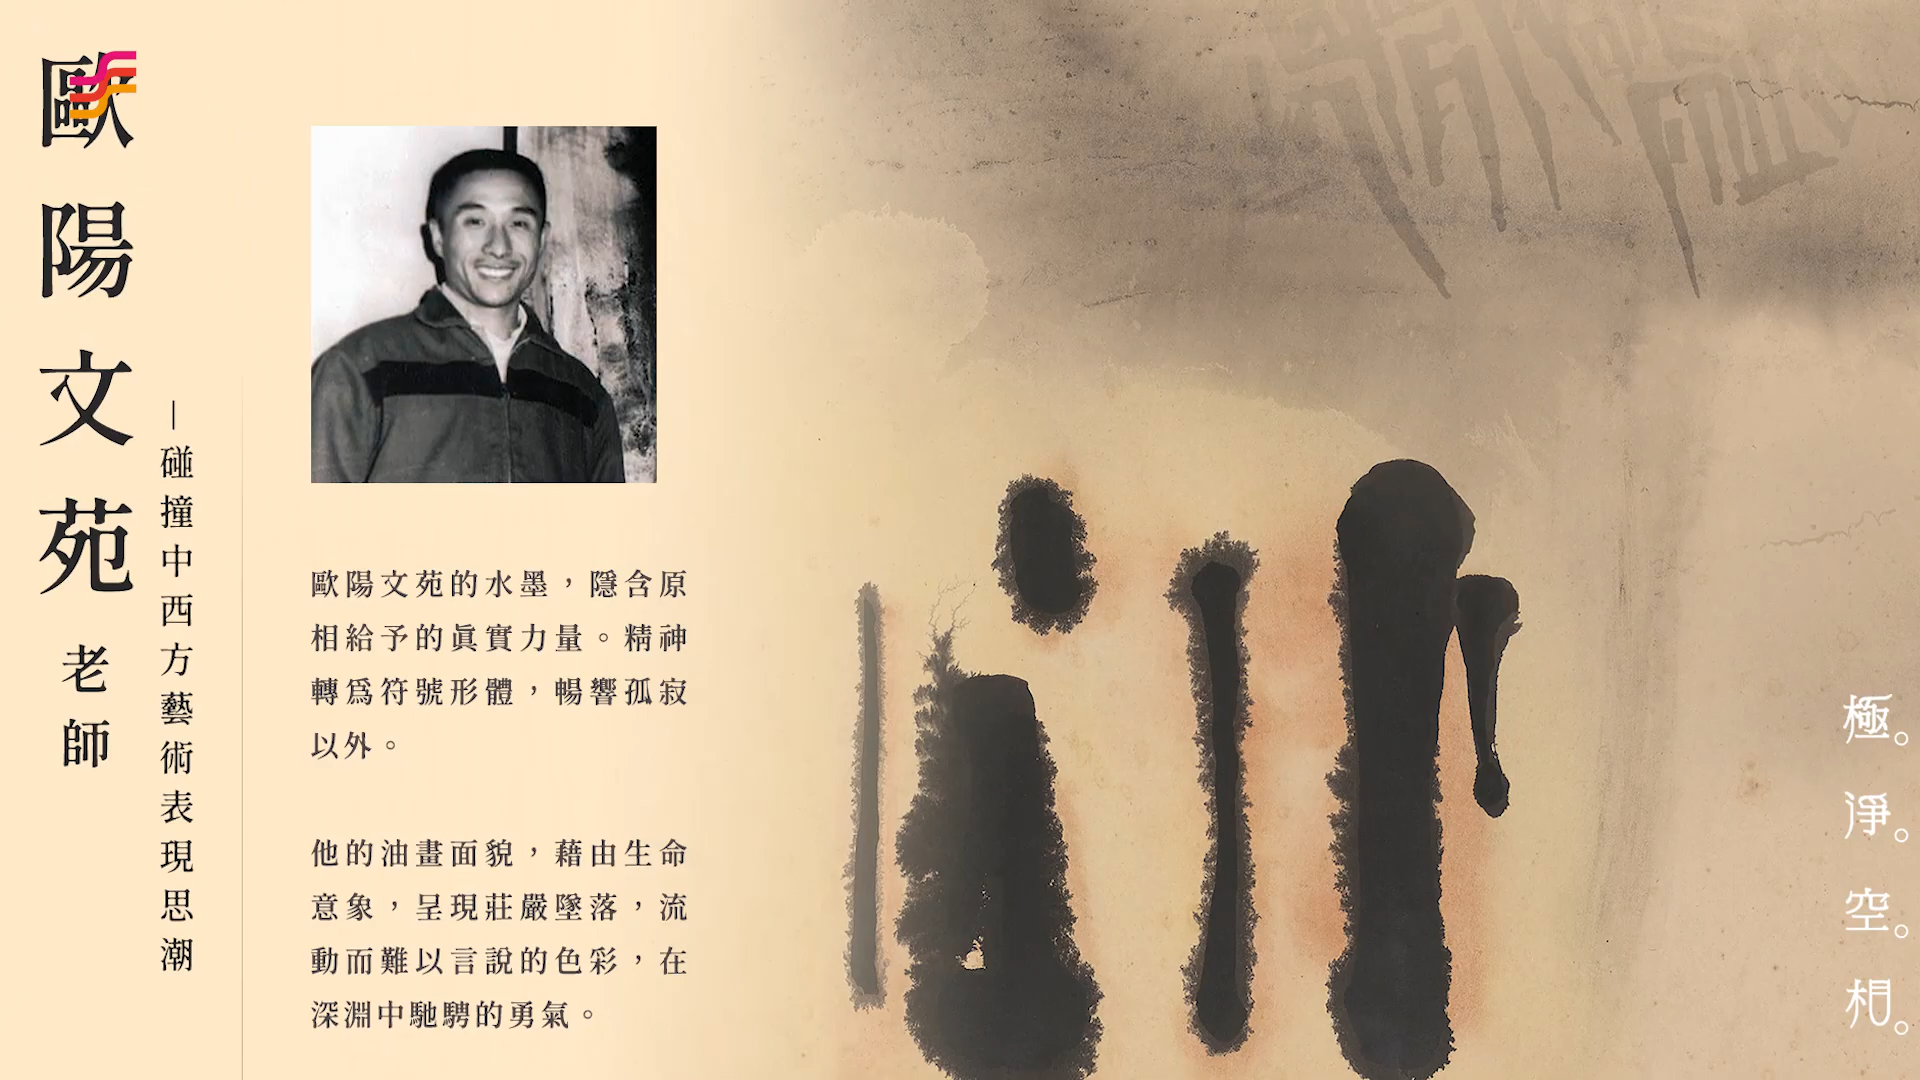 歐陽文苑老師
—碰撞中西方藝術表現思潮
歐陽文苑的水墨，隱含原
相給予的眞實力量。精神
轉爲符號形體，暢響孤寂
以外。
他的油畫面貌，藉由生命
意象，呈現莊嚴墜落，流
動而難以言說的色彩，在
深淵中馳騁的勇氣。
極。淨。空。相。